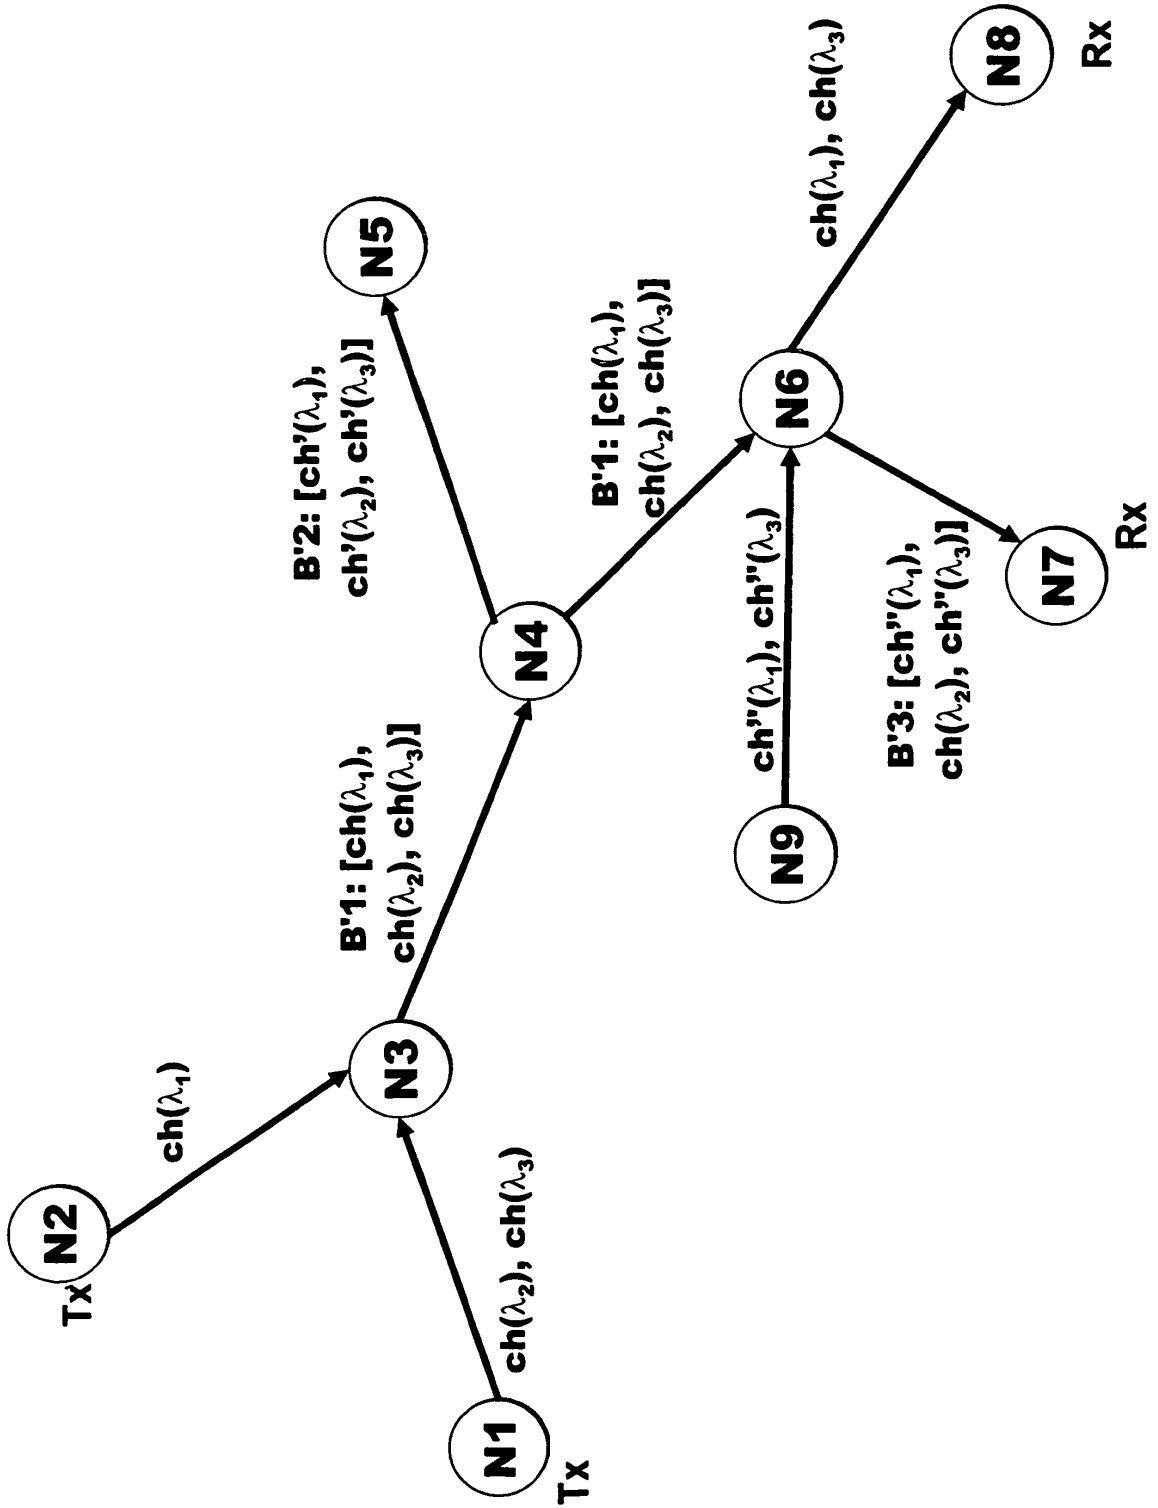 N2
Tx
ch(λ₁)
N1
Tx
ch(λ₂), ch(λ₃)
N3
B'1: [ch(λ₁),
ch(λ₂), ch(λ₃)]
N4
B'2: [ch'(λ₁),
ch'(λ₂), ch'(λ₃)]
N5
B'1: [ch(λ₁),
ch(λ₂), ch(λ₃)]
N9
ch"(λ₁), ch"(λ₃)
N6
B'3: [ch"(λ₁),
ch(λ₂), ch"(λ₃)]
N7
Rx
ch(λ₁), ch(λ₃)
N8
Rx